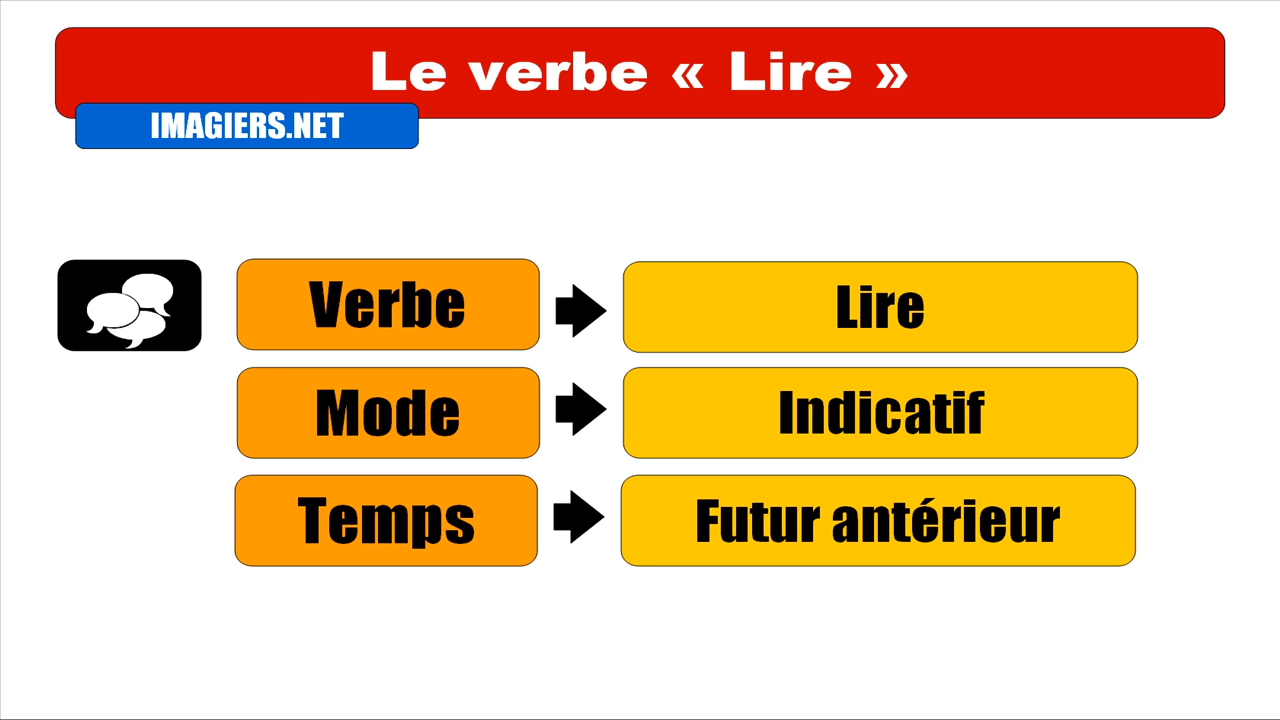 Le verbe « Lire »
IMAGIERS.NET
Verbe
Lire
Mode
Indicatif
Temps
Futur antérieur